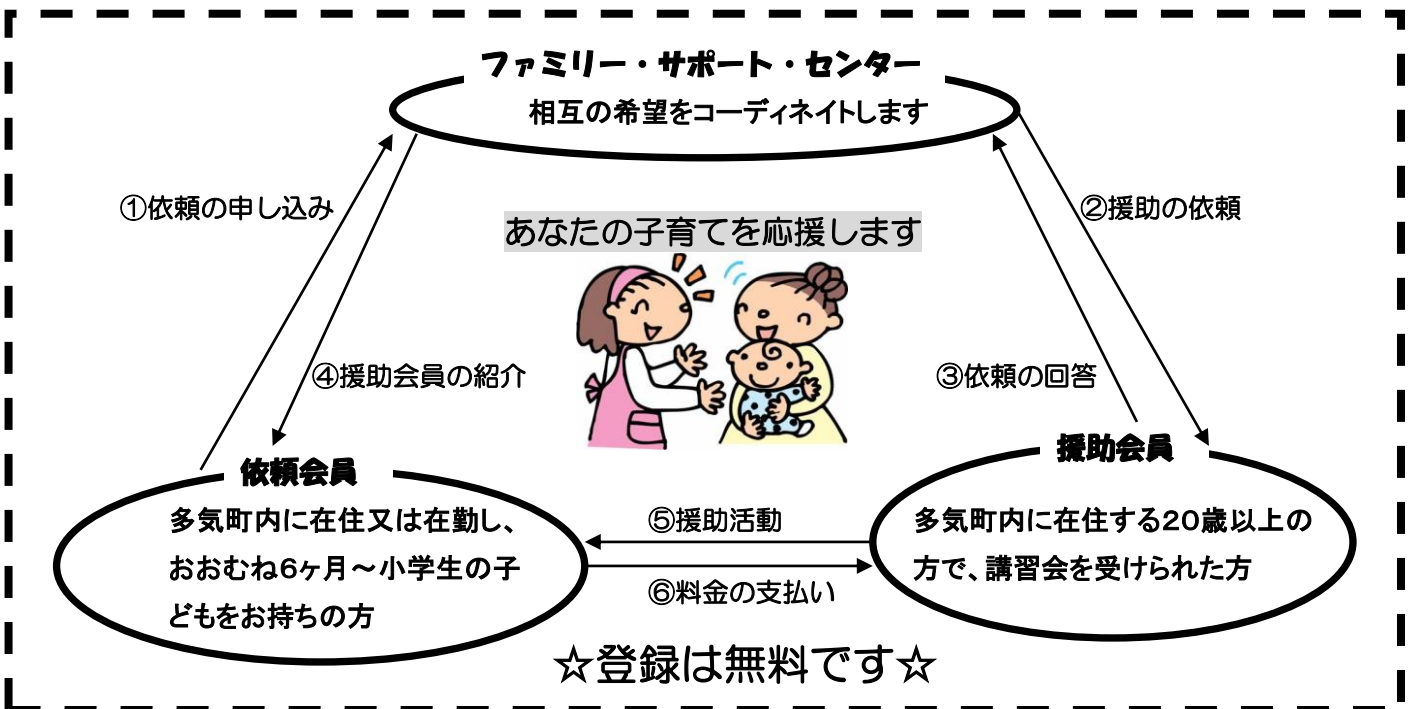 ファミリー・サポート・センター
相互の希望をコーディネイトします
①依頼の申し込み
②援助の依頼
あなたの子育てを応援します
④援助会員の紹介
③依頼の回答
依頼会員
多気町内に在住又は在勤し、
おおむね6ヶ月～小学生の子
どもをお持ちの方
援助会員
多気町内に在住する20歳以上の
方で、講習会を受けられた方
⑤援助活動
⑥料金の支払い
☆登録は無料です☆